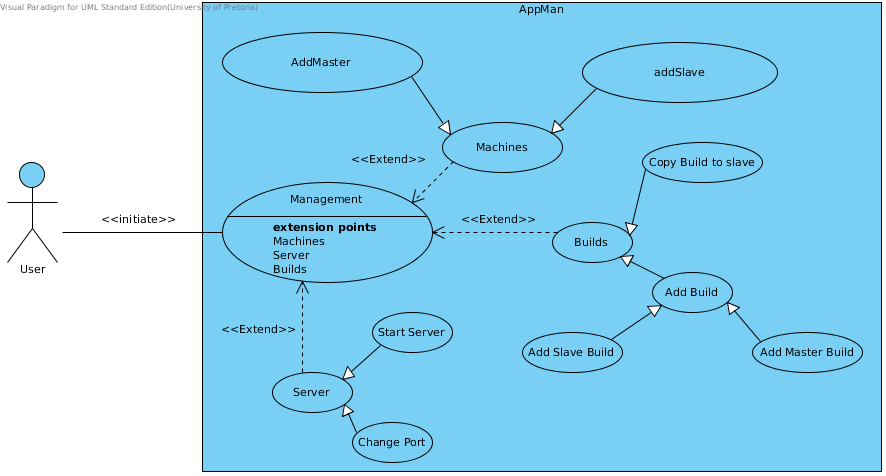 Visual Paradigm for UML Standard Edition(University of Pretoria)
AppMan
AddMaster
addSlave
Machines
<<Extend>>
Copy Build to slave
Management
extension points
Machines
Server
Builds
<<initiate>>
User
<<Extend>>
Builds
Add Build
<<Extend>>
Start Server
Add Slave Build
Add Master Build
Server
Change Port